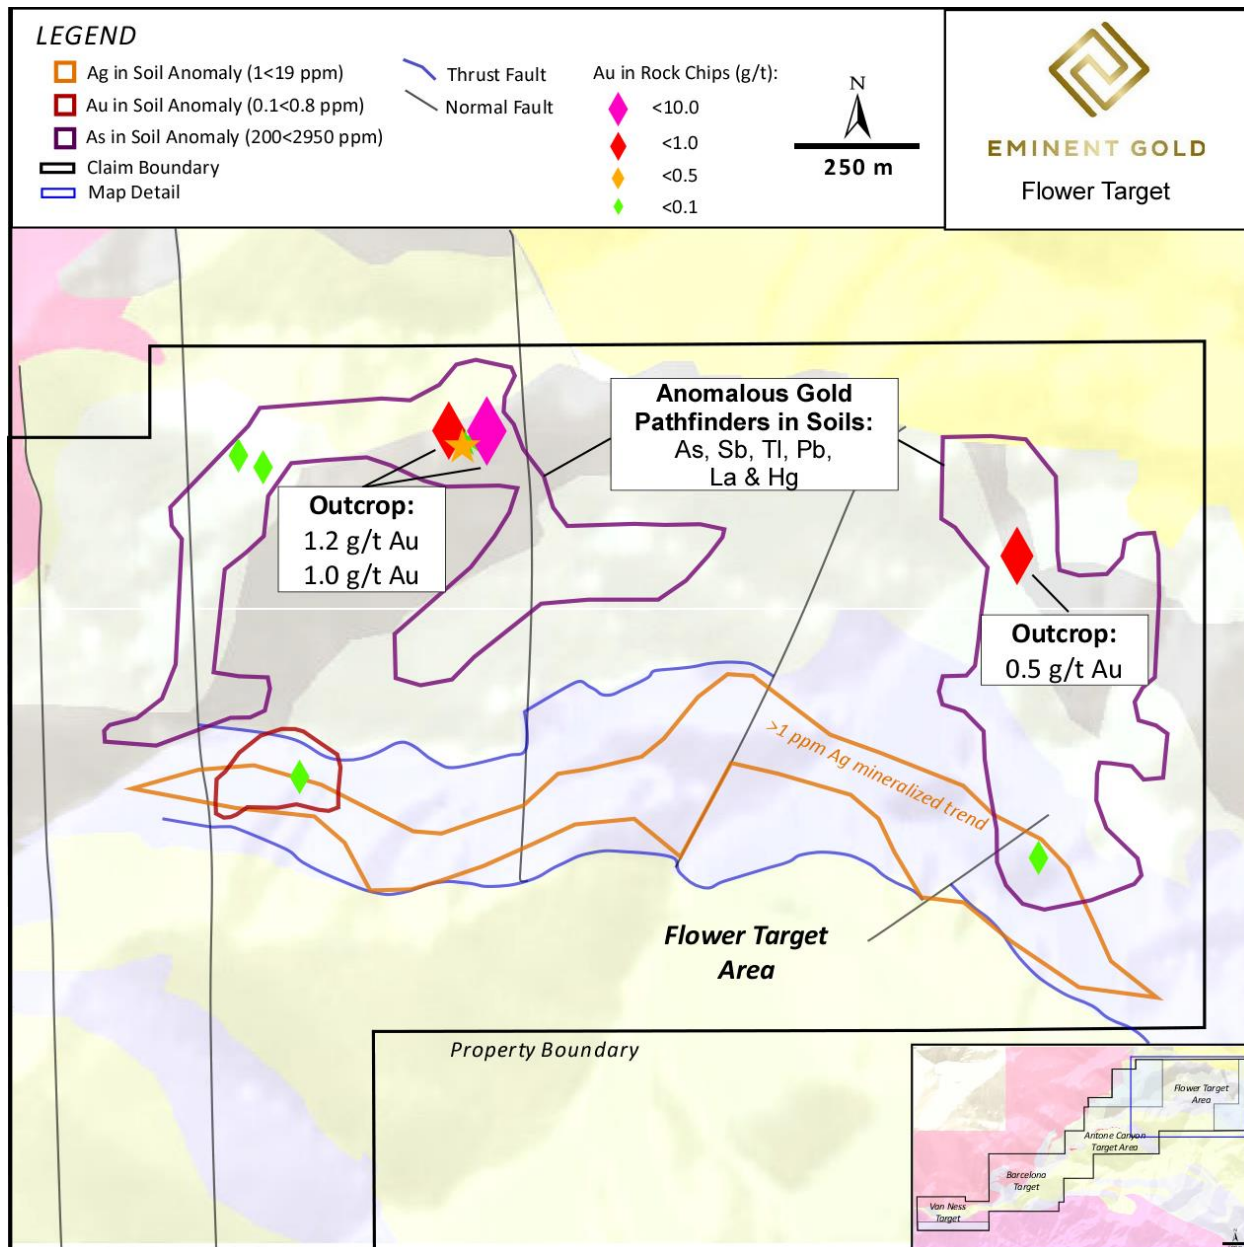 LEGEND
Ag in Soil Anomaly (1<19 ppm)
Au in Soil Anomaly (0.1<0.8 ppm)
As in Soil Anomaly (200<2950 ppm)
Claim Boundary
Map Detail
Thrust Fault
Normal Fault
Au in Rock Chips (g/t):
<10.0
<1.0
<0.5
<0.1
N
250 m
EMINENT GOLD
Flower Target
Anomalous Gold
Pathfinders in Soils:
As, Sb, Tl, Pb,
La & Hg
Outcrop:
1.2 g/t Au
1.0 g/t Au
Outcrop:
0.5 g/t Au
>1 ppm Ag mineralized trend
Flower Target
Area
Property Boundary
Flower Target
Area
Antone Canyon
Target Area
Barcelona
Target
Van Ness
Target
N